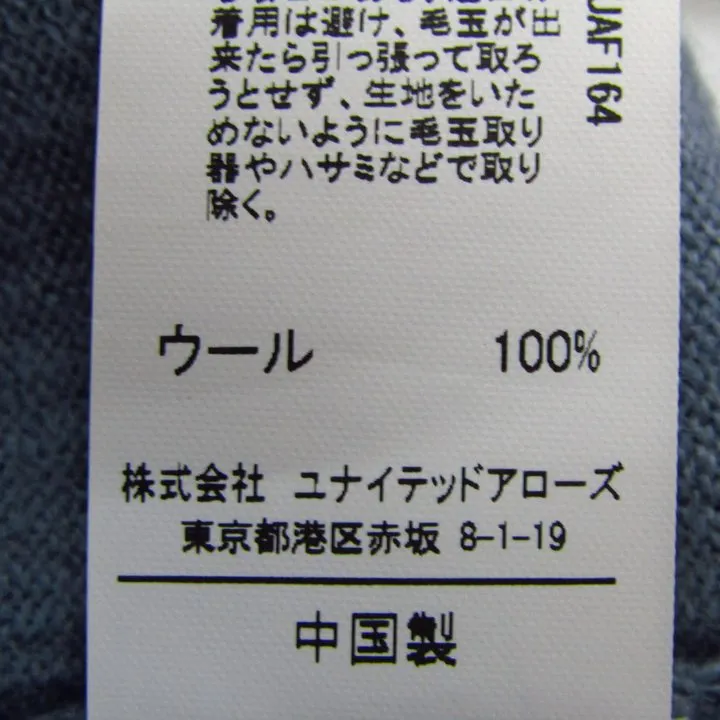 着用は避け、毛玉が出
来たら引っ張って取ろ
うとせず、生地をいた
めないように毛玉取り
器やハサミなどで取り
除く。
JAF164
ウール 100%
株式会社 ユナイテッドアローズ
東京都港区赤坂 8-1-19
中国製